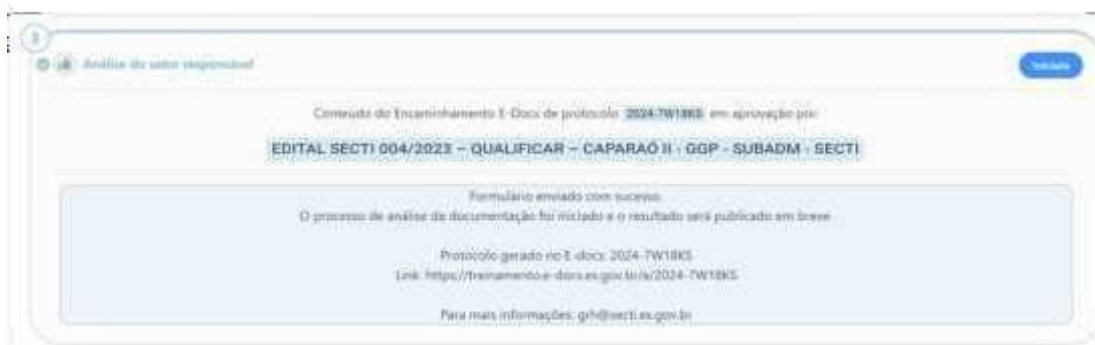 3
Análise do setor responsável
Iniciado
Conteúdo do Encaminhamento E-Docs de protocolo 2024-7W18KS em aprovação por:
EDITAL SECTI 004/2023 – QUALIFICAR – CAPARAÓ II - GGP - SUBADM - SECTI
Formulário enviado com sucesso.
O processo de análise da documentação foi iniciado e o resultado será publicado em breve
Protocolo gerado no E-docs: 2024-7W18KS
Link: https://treinamento.e-docs.es.gov.br/s/2024-7W18KS
Para mais informações: grh@secti.es.gov.br